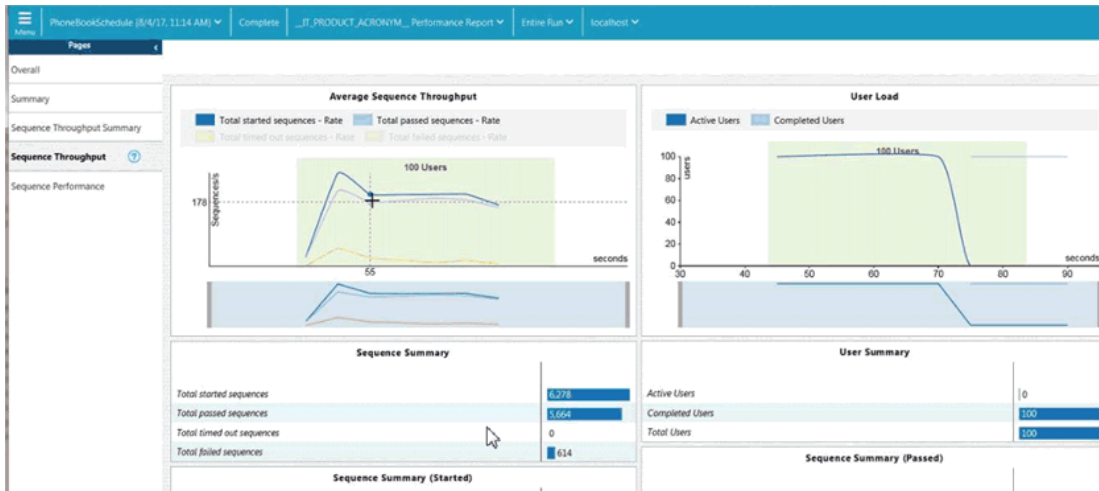 Menu
PhoneBookSchedule (8/4/17, 11:14 AM)
Complete
__IT_PRODUCT_ACRONYM__ Performance Report
Entire Run
localhost
Pages
Overall
Summary
Sequence Throughput Summary
Sequence Throughput
Sequence Performance
Average Sequence Throughput
Total started sequences - Rate Total passed sequences - Rate
Total timed out sequences - Rate Total failed sequences - Rate
100 Users
Sequences/s
178
55
seconds
User Load
Active Users Completed Users
100 Users
users
100
80
60
40
20
0
30 40 50 60 70 80 90
seconds
Sequence Summary
Total started sequences 6,278
Total passed sequences 5,664
Total timed out sequences 0
Total failed sequences 614
User Summary
Active Users 0
Completed Users 100
Total Users 100
Sequence Summary (Started)
Sequence Summary (Passed)